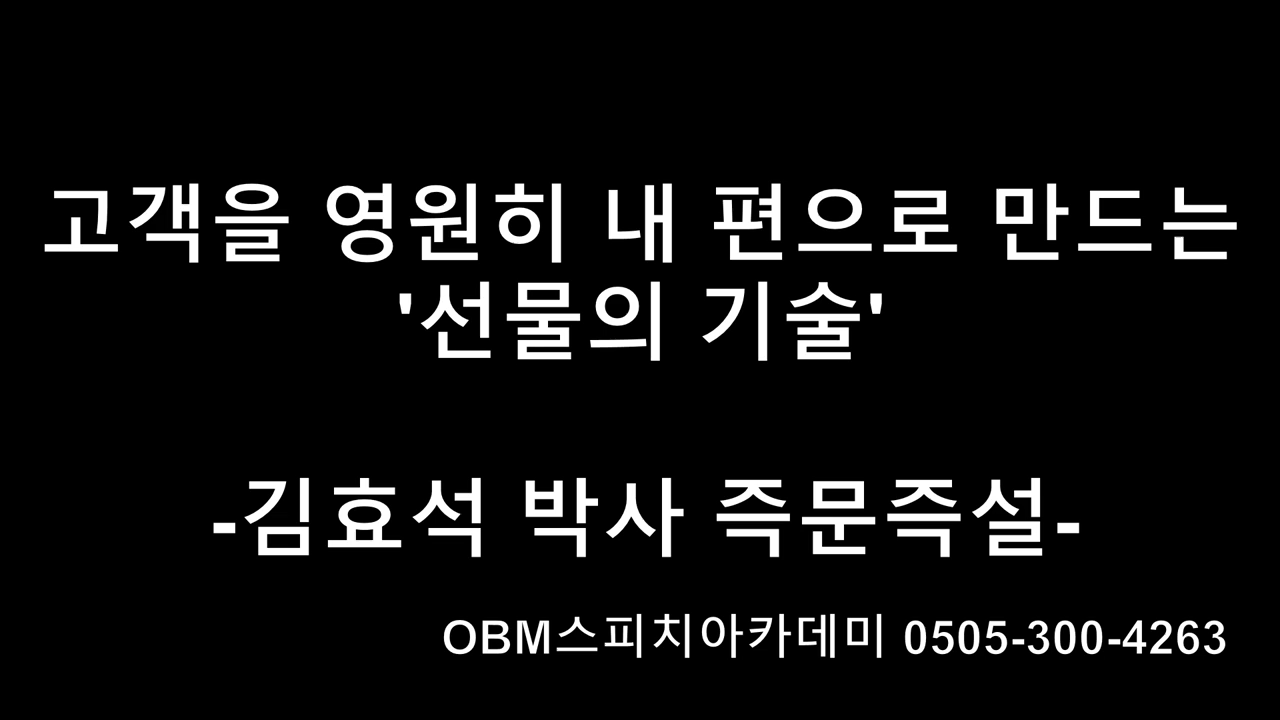 고객을 영원히 내 편으로 만드는
'선물의 기술'
-김효석 박사 즉문즉설-
OBM스피치아카데미 0505-300-4263